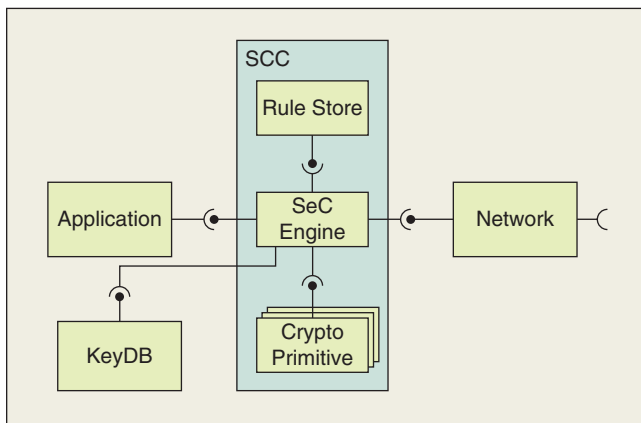 SCC
Rule Store
Application
SeC
Engine
Network
KeyDB
Crypto
Primitive